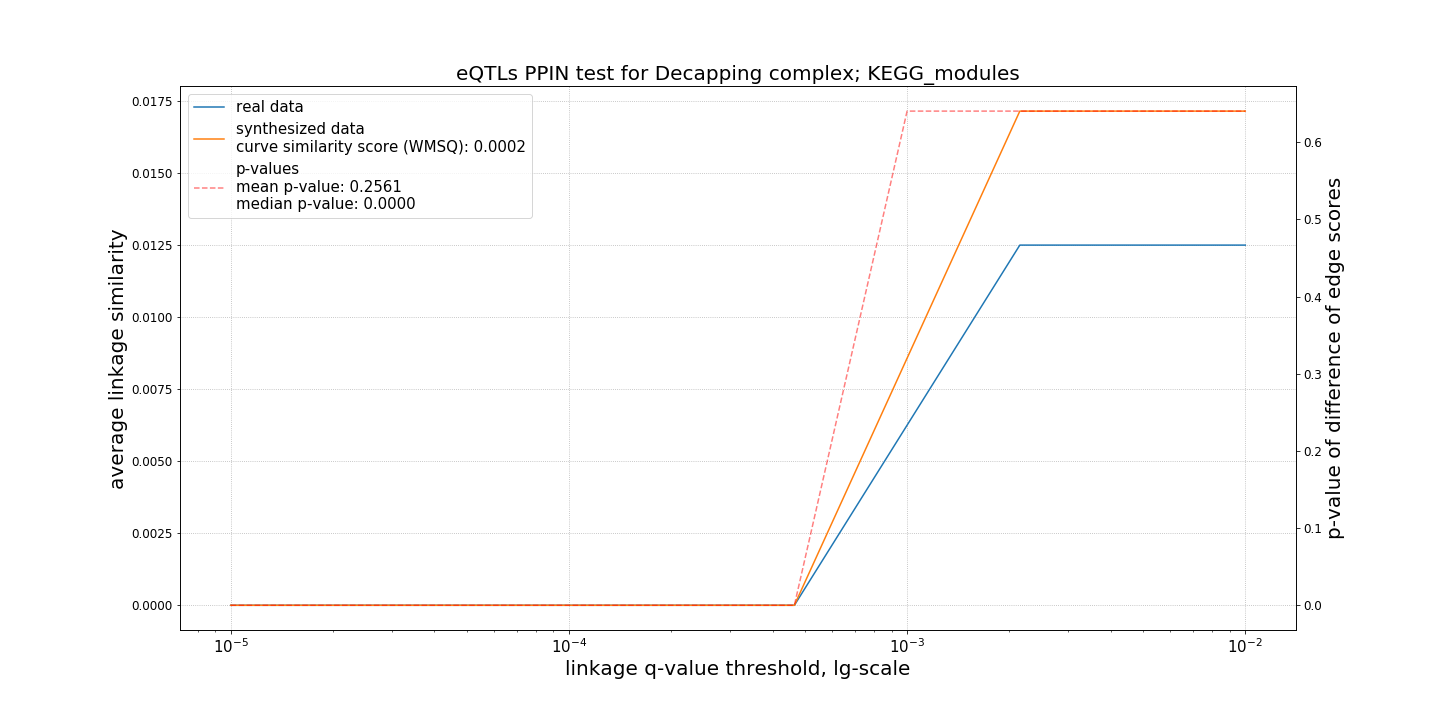 eQTLs PPIN test for Decapping complex; KEGG_modules
real data
synthesized data
curve similarity score (WMSQ): 0.0002
p-values
mean p-value: 0.2561
median p-value: 0.0000
average linkage similarity
0.0175
0.0150
0.0125
0.0100
0.0075
0.0050
0.0025
0.0000
0.6
0.5
0.4
0.3
0.2
0.1
0.0
p-value of difference of edge scores
10⁻⁵ 10⁻⁴ 10⁻³ 10⁻²
linkage q-value threshold, lg-scale